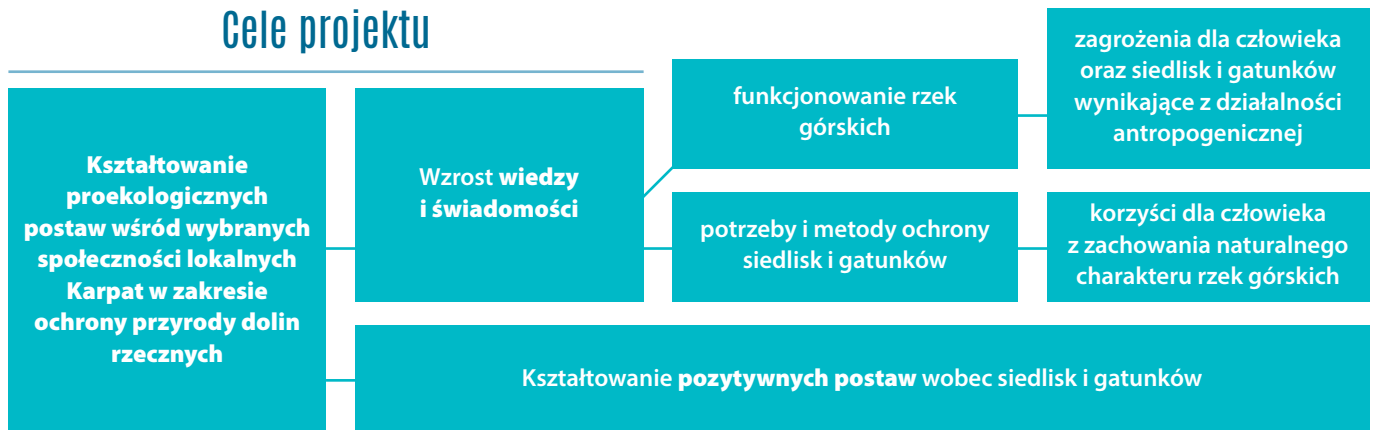 Cele projektu
Kształtowanie
proekologicznych
postaw wśród wybranych
społeczności lokalnych
Karpat w zakresie
ochrony przyrody dolin
rzecznych
Wzrost wiedzy
i świadomości
funkcjonowanie rzek
górskich
zagrożenia dla człowieka
oraz siedlisk i gatunków
wynikające z działalności
antropogenicznej
potrzeby i metody ochrony
siedlisk i gatunków
korzyści dla człowieka
z zachowania naturalnego
charakteru rzek górskich
Kształtowanie pozytywnych postaw wobec siedlisk i gatunków